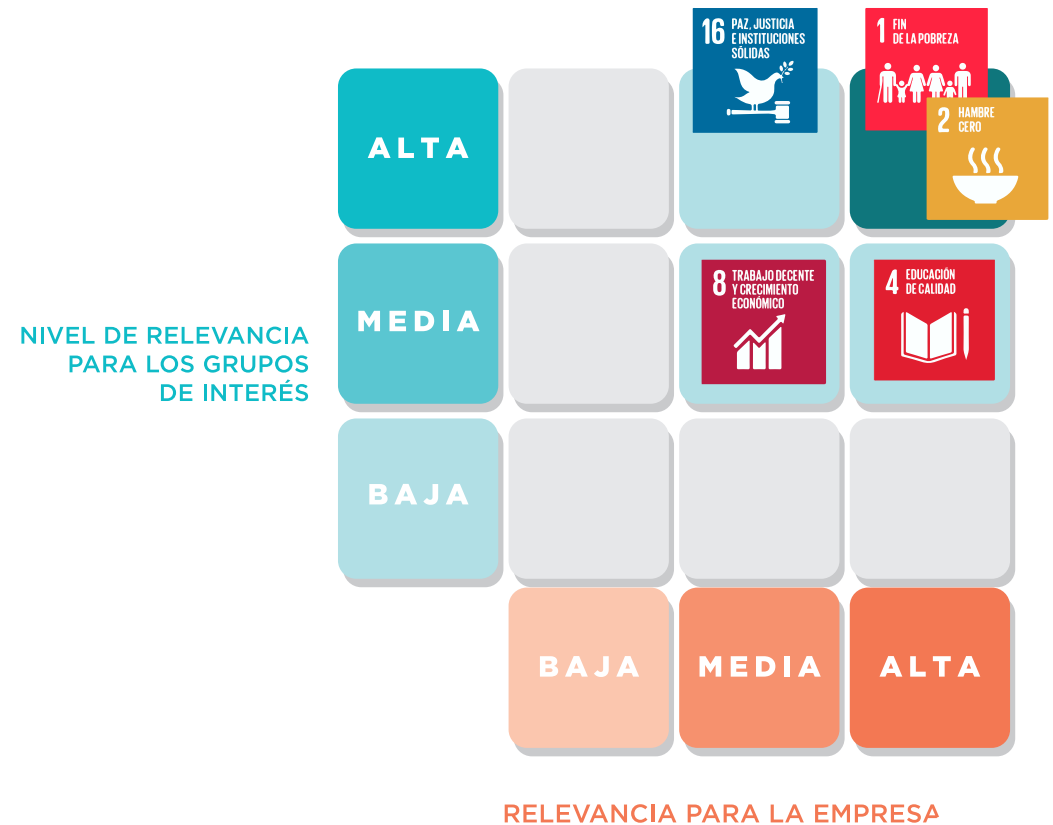 16 PAZ, JUSTICIA
E INSTITUCIONES
SÓLIDAS
1 FIN
DE LA POBREZA
2 HAMBRE
CERO
ALTA
8 TRABAJO DECENTE
Y CRECIMIENTO
ECONÓMICO
4 EDUCACIÓN
DE CALIDAD
MEDIA
NIVEL DE RELEVANCIA
PARA LOS GRUPOS
DE INTERÉS
BAJA
BAJA
MEDIA
ALTA
RELEVANCIA PARA LA EMPRESA